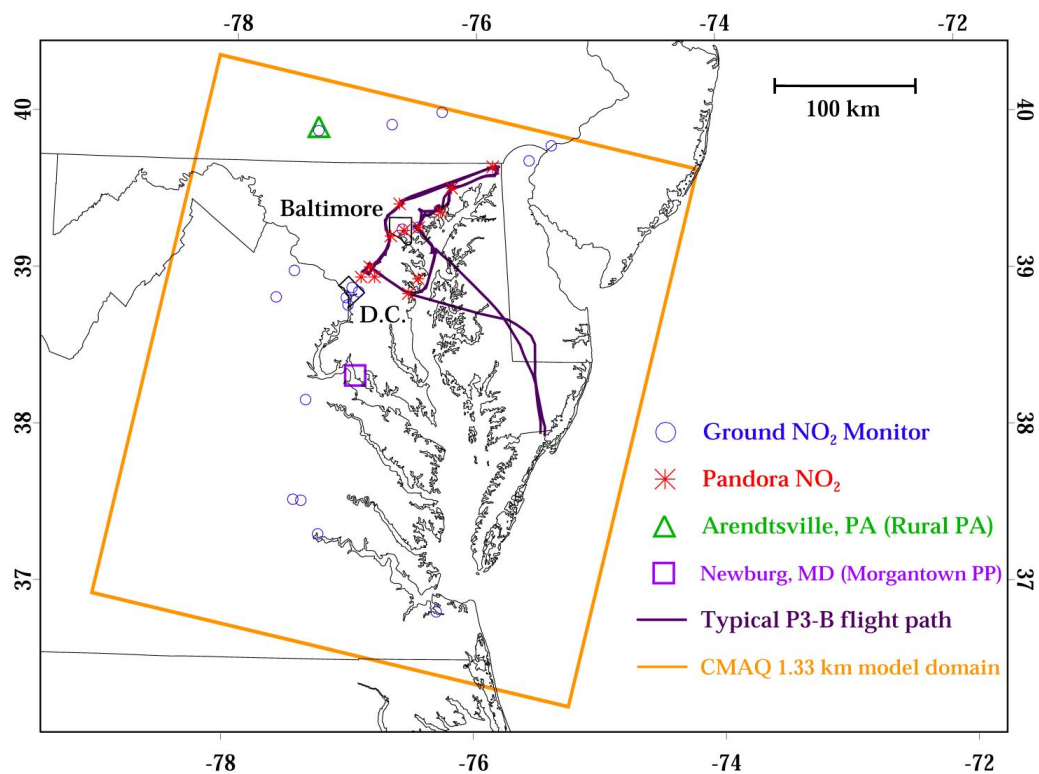 -78 -76 -74 -72
40 40
100 km
Baltimore
39 39
D.C.
38 38
Ground NO₂ Monitor
Pandora NO₂
Arendtsville, PA (Rural PA)
37 37
Newburg, MD (Morgantown PP)
Typical P3-B flight path
CMAQ 1.33 km model domain
-78 -76 -74 -72